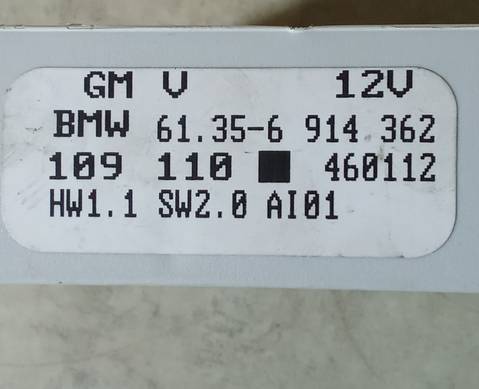 GM V 12V
BMW 61.35-6 914 362
109 110 ■ 460112
HW1.1 SW2.0 AI01